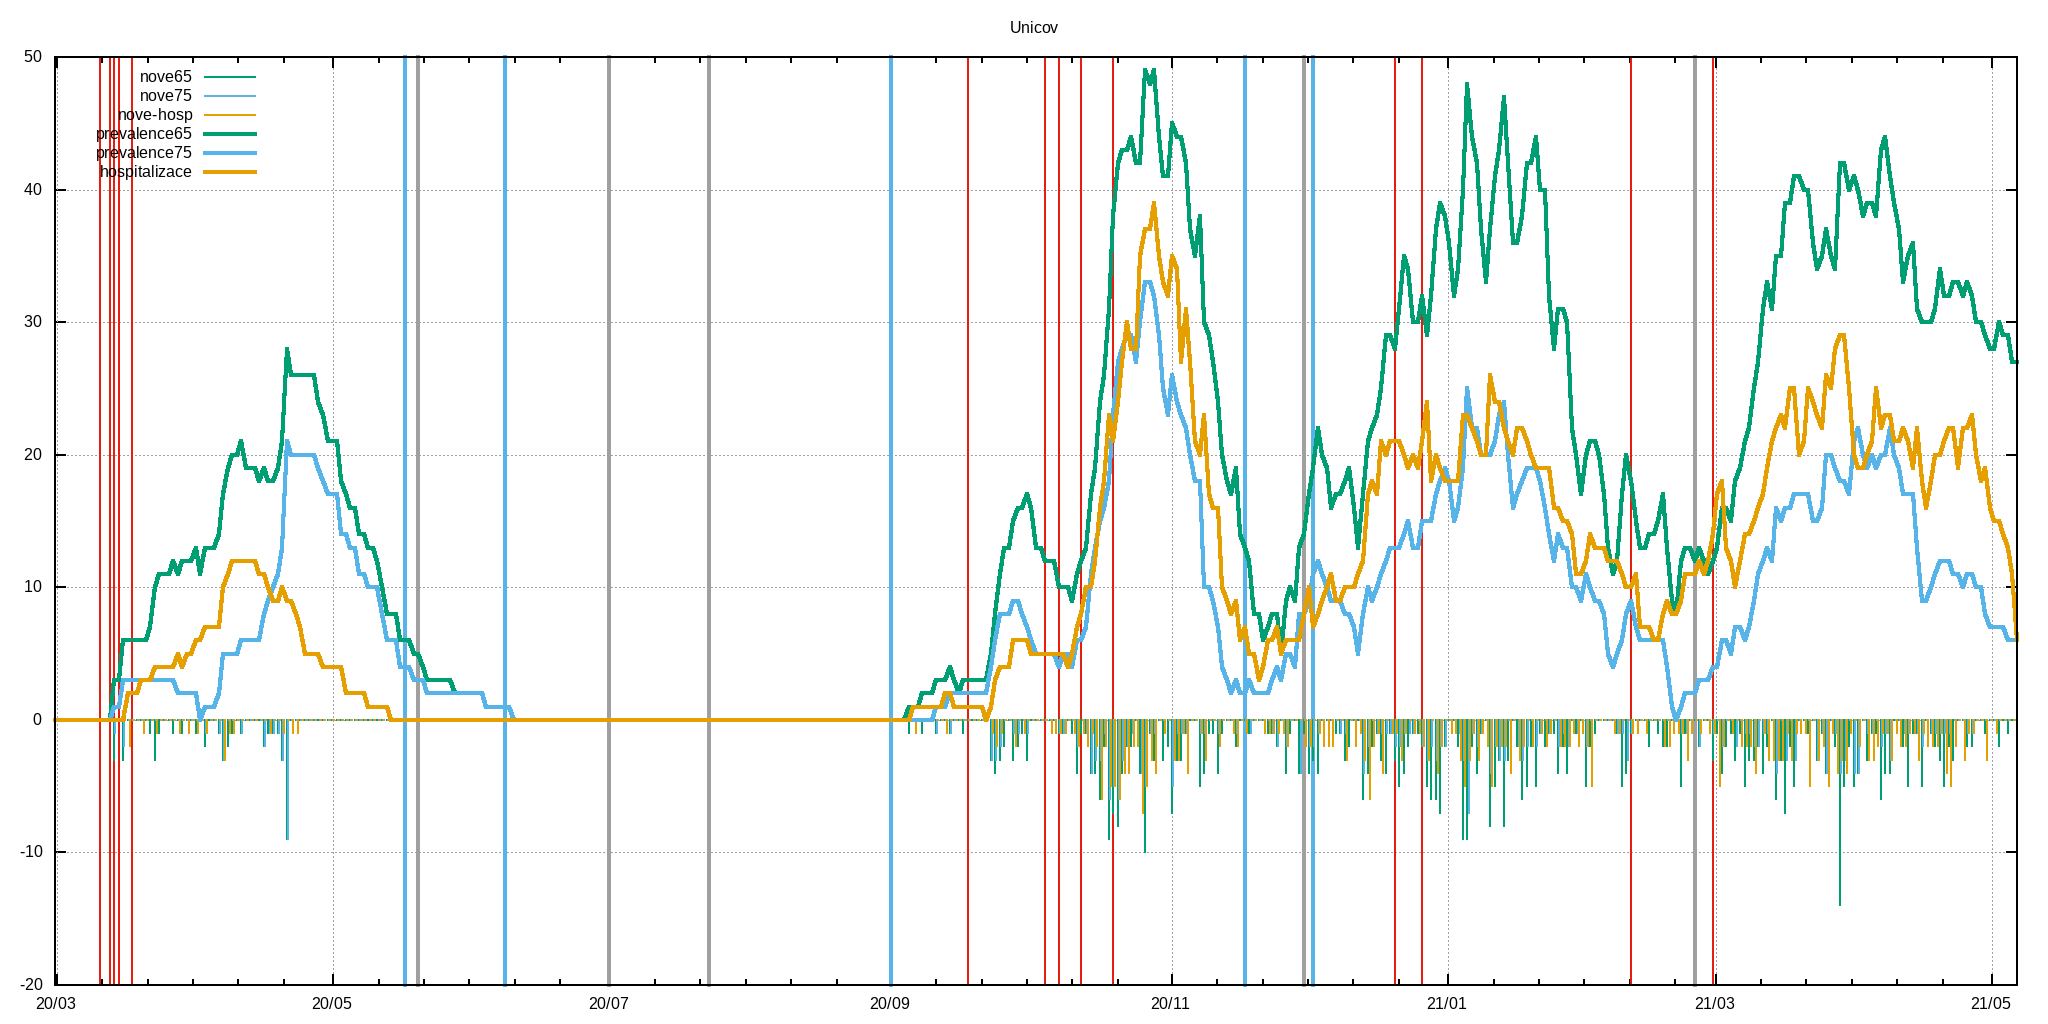 Unicov
50
40
30
20
10
0
-10
-20
nove65
nove75
nove-hosp
prevalence65
prevalence75
hospitalizace
20/03 20/05 20/07 20/09 20/11 21/01 21/03 21/05